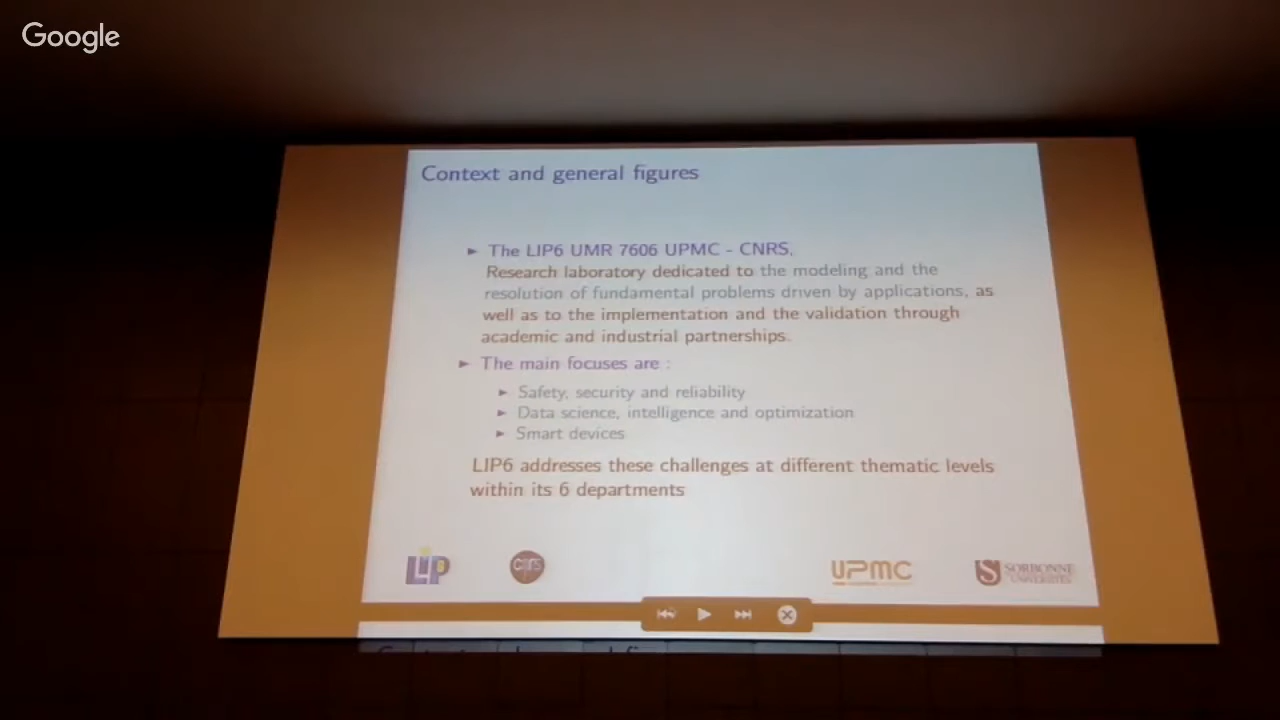 Google
Context and general figures
The LIP6 UMR 7606 UPMC - CNRS,
Research laboratory dedicated to the modeling and the
resolution of fundamental problems driven by applications, as
well as to the implementation and the validation through
academic and industrial partnerships.
The main focuses are :
Safety, security and reliability
Data science, intelligence and optimization
Smart devices
LIP6 addresses these challenges at different thematic levels
within its 6 departments
LIP6
cnrs
UPMC
SORBONNE
UNIVERSITÉS